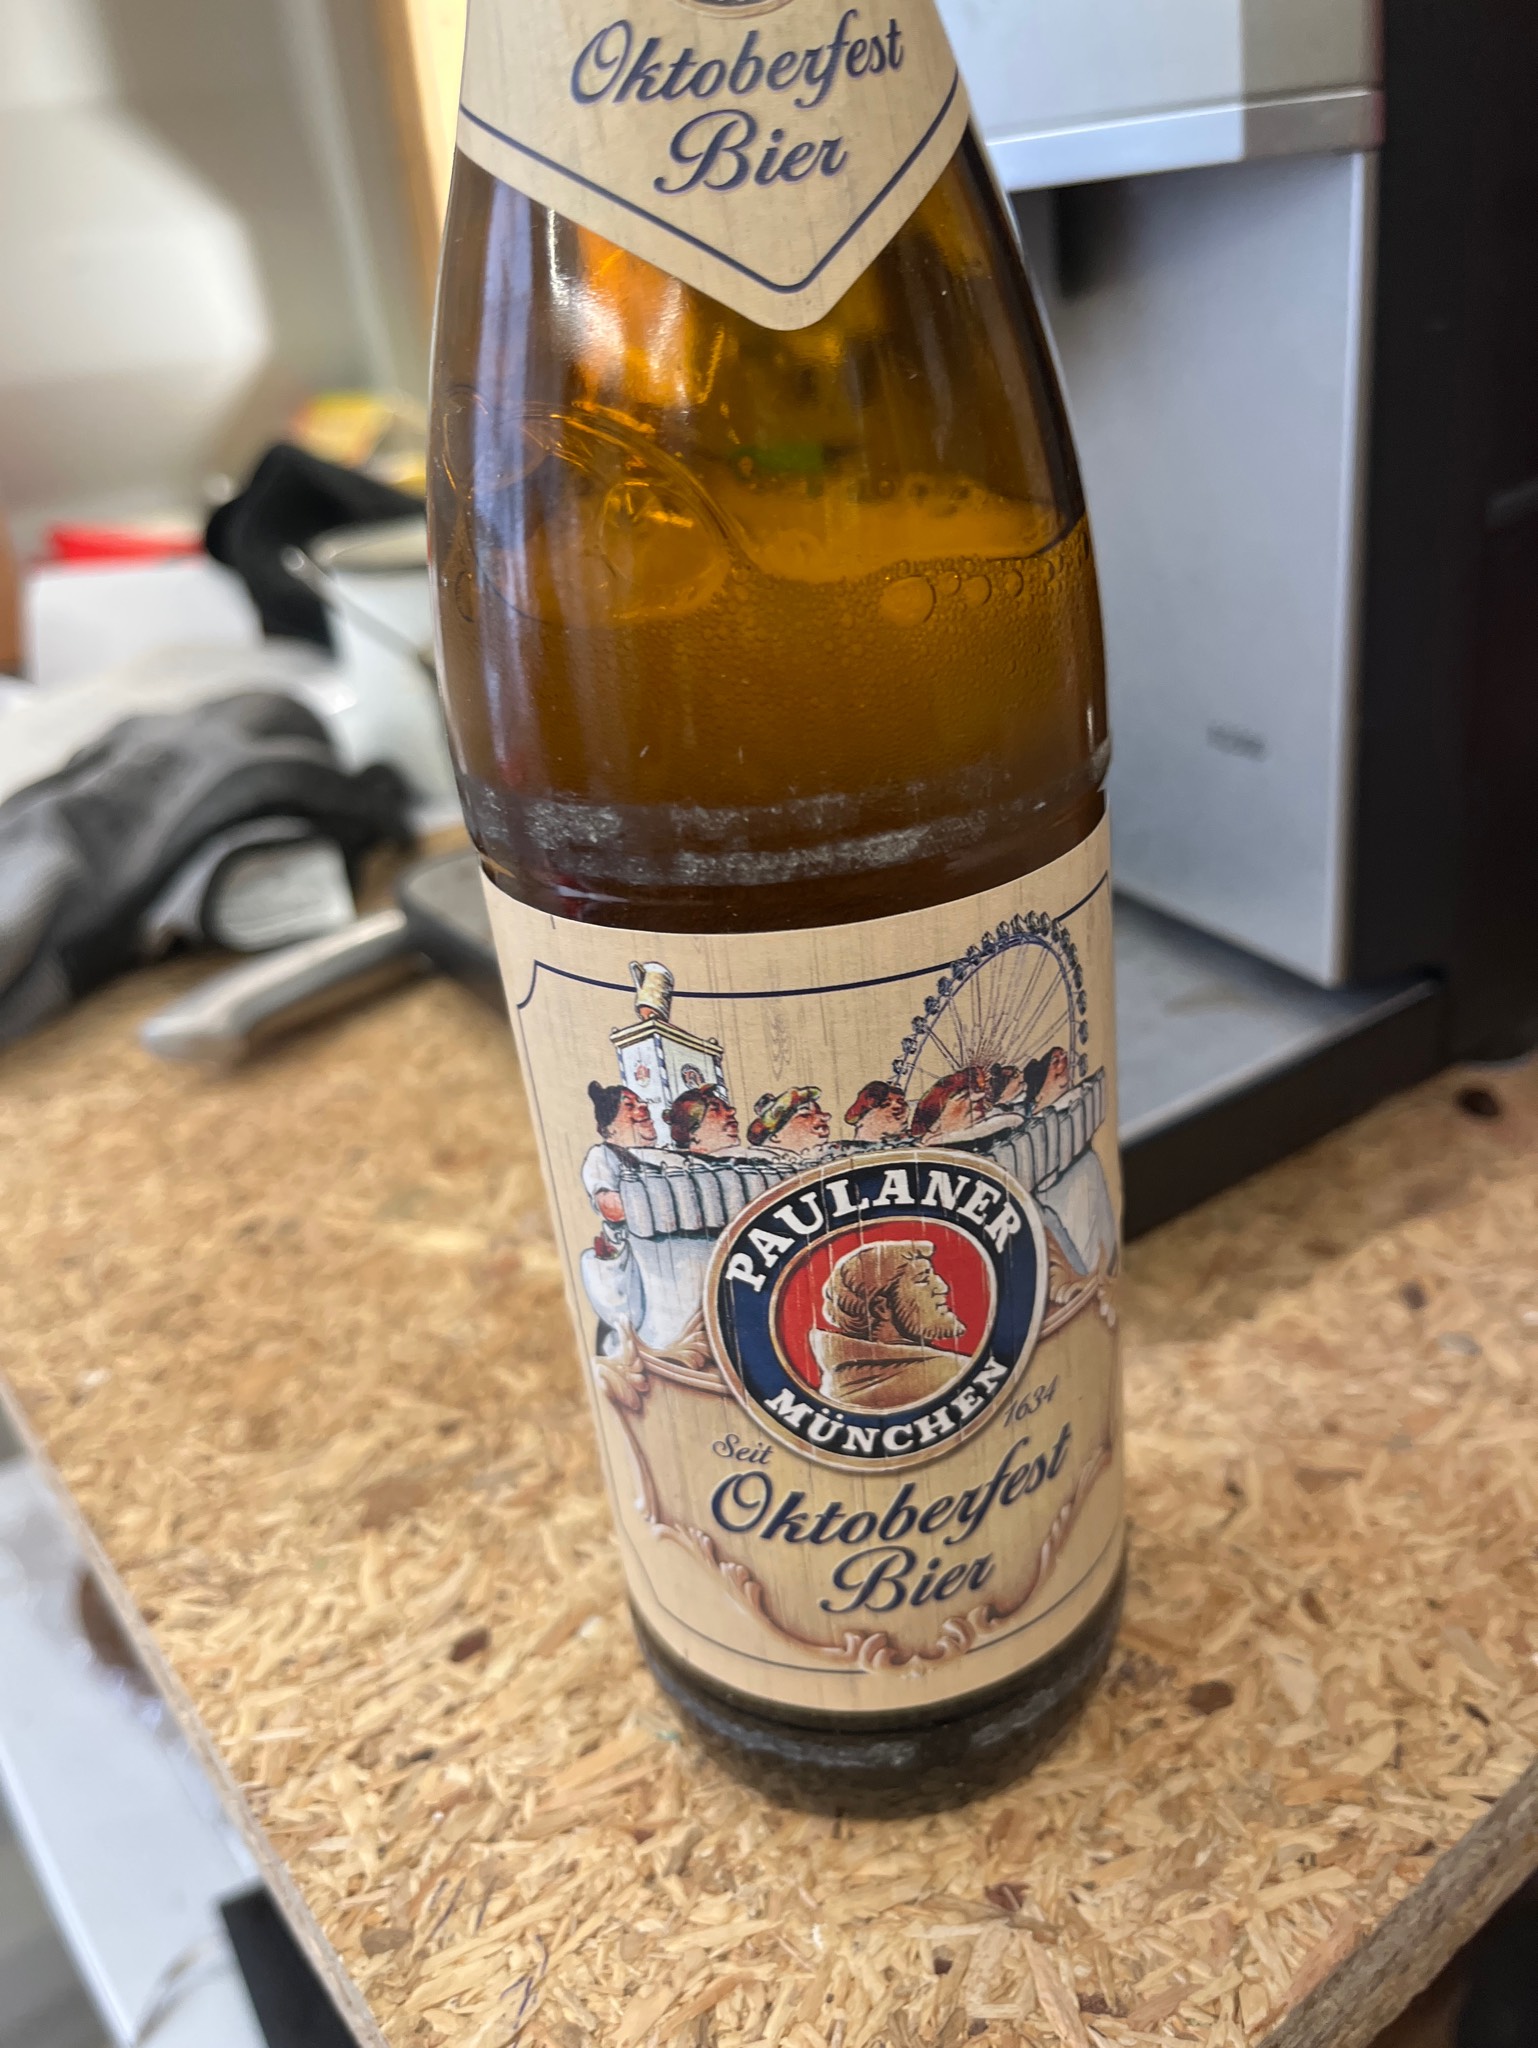 Oktoberfest
Bier
PAULANER
MÜNCHEN
Seit 1634
Oktoberfest
Bier